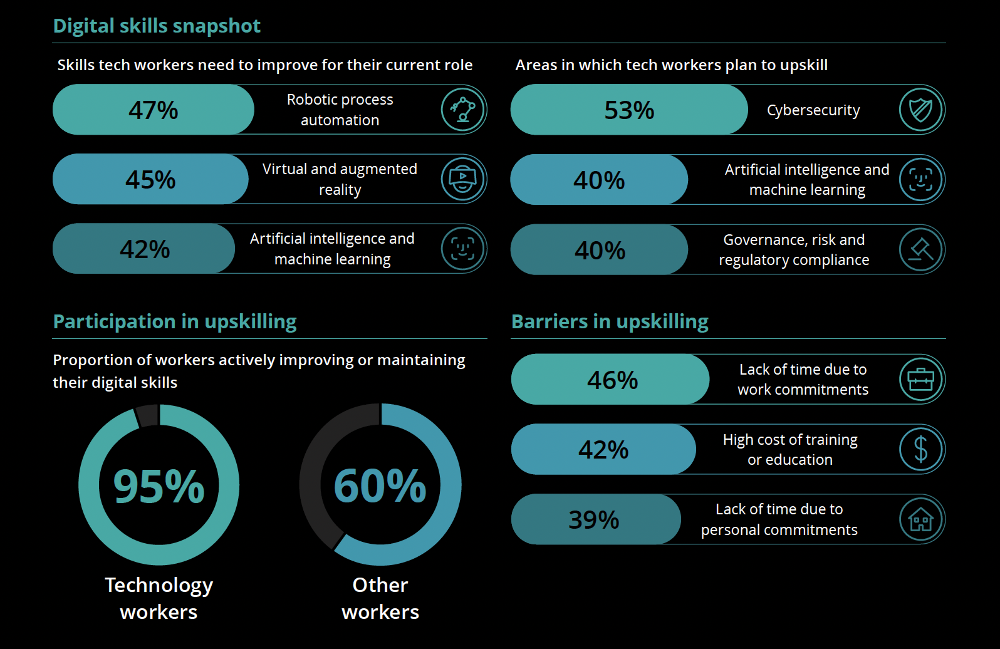 Digital skills snapshot
Skills tech workers need to improve for their current role
47%
Robotic process
automation
45%
Virtual and augmented
reality
42%
Artificial intelligence and
machine learning
Areas in which tech workers plan to upskill
53%
Cybersecurity
40%
Artificial intelligence and
machine learning
40%
Governance, risk and
regulatory compliance
Participation in upskilling
Proportion of workers actively improving or maintaining
their digital skills
95%
Technology
workers
60%
Other
workers
Barriers in upskilling
46%
Lack of time due to
work commitments
42%
High cost of training
or education
$
39%
Lack of time due to
personal commitments